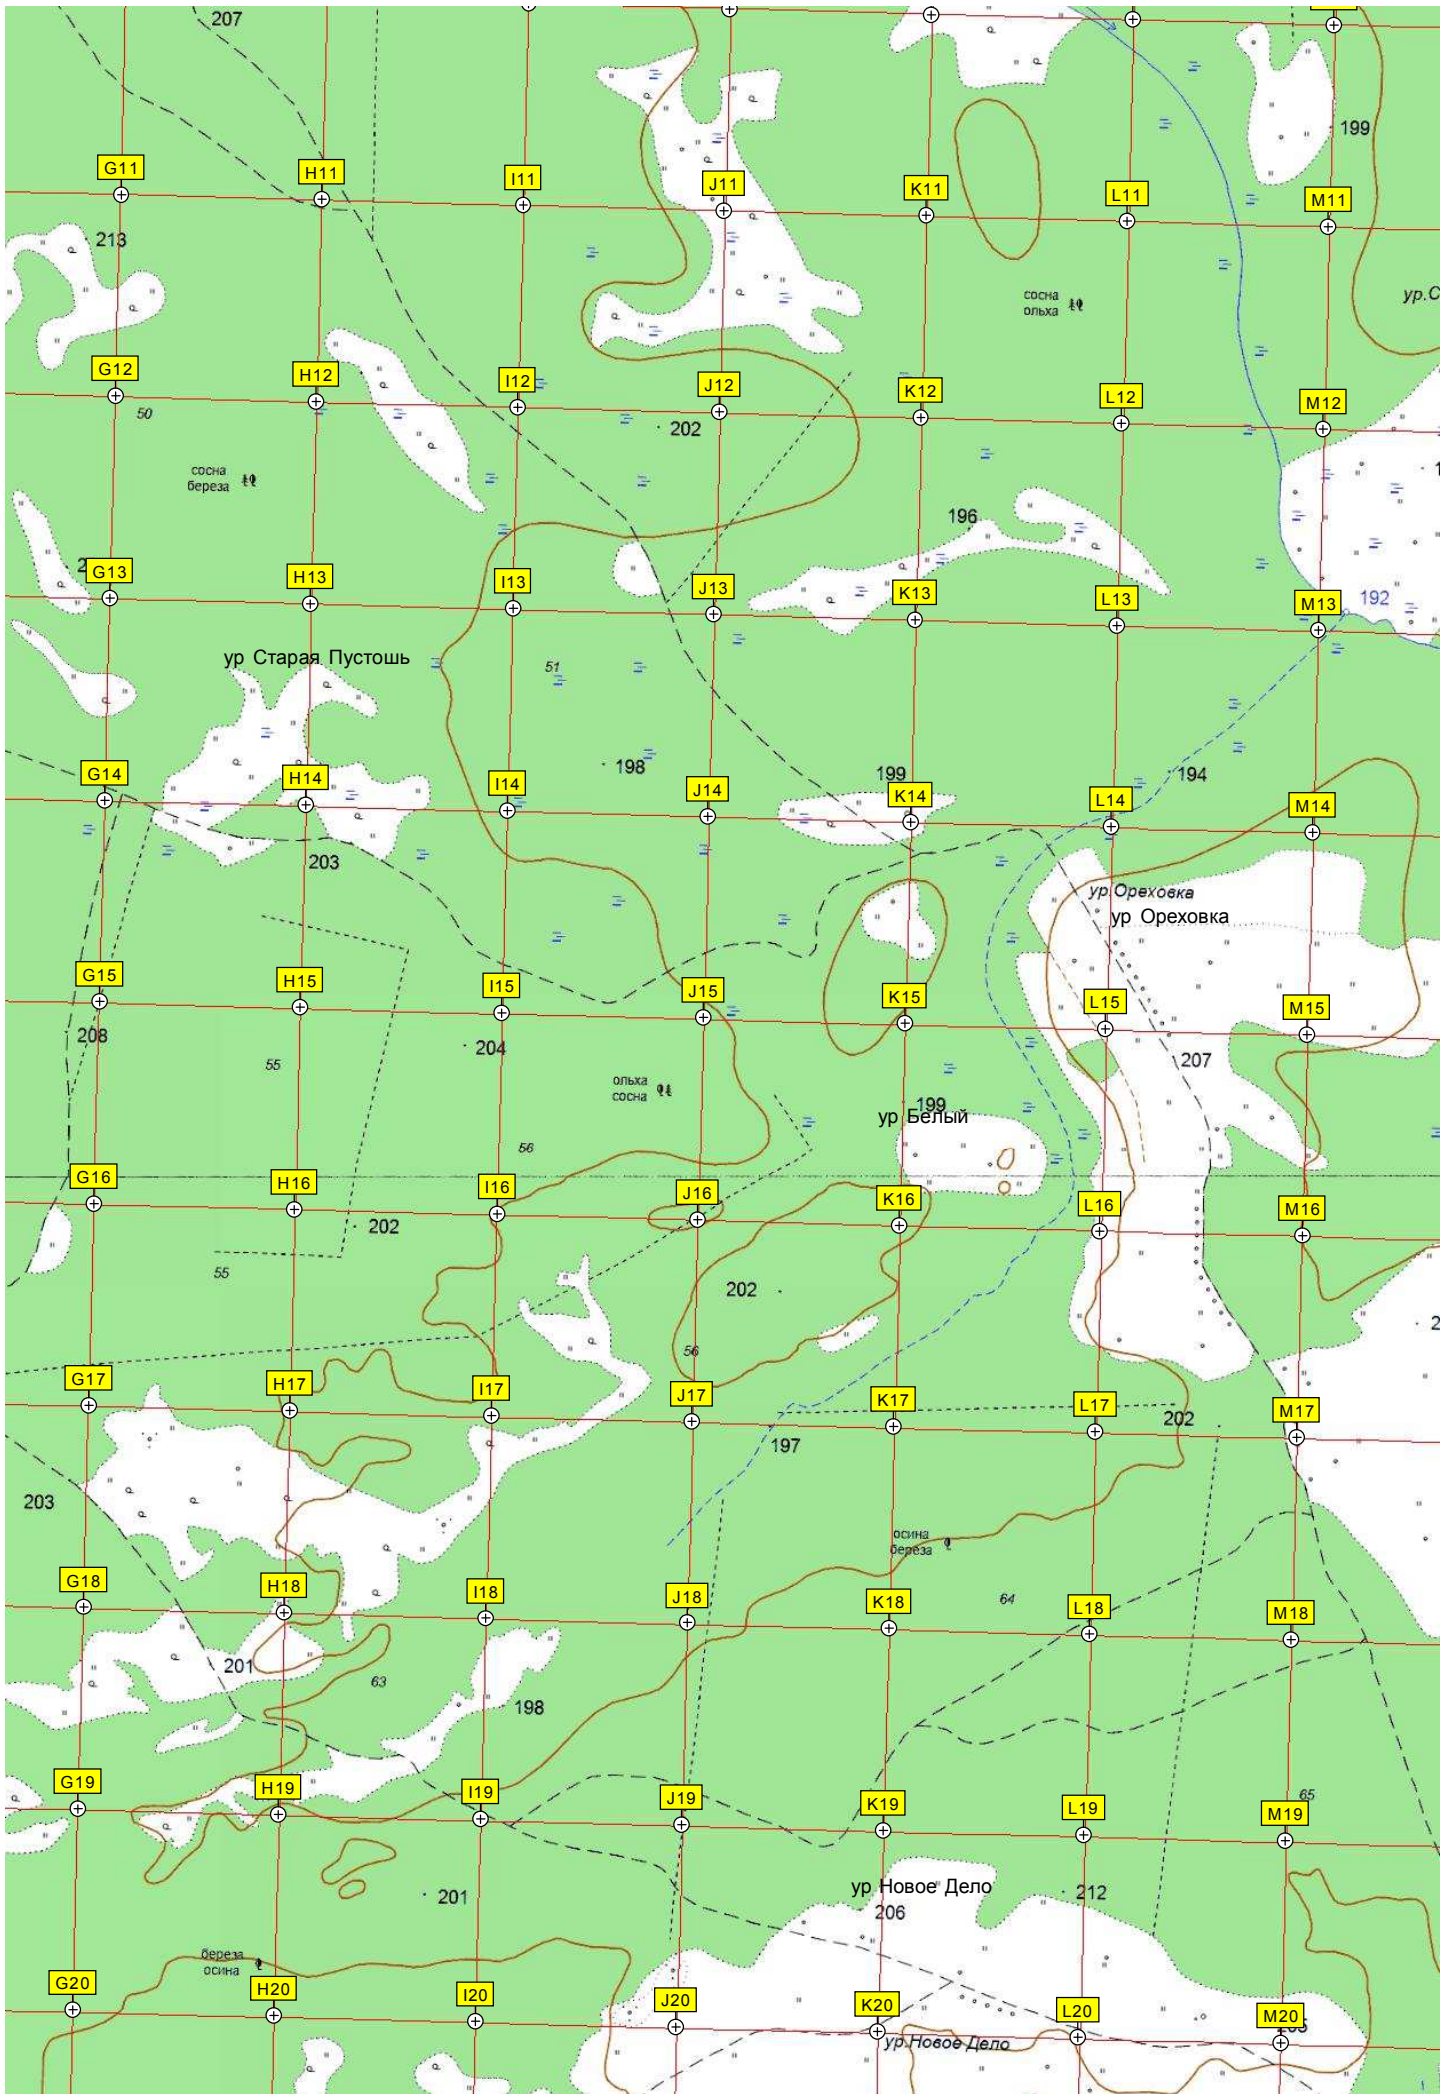 207
199
G11
H11
I11
J11
K11
L11
M11
213
сосна
ольха
ур.С
G12
H12
I12
J12
K12
L12
M12
50
202
сосна
береза
196
G13
H13
I13
J13
K13
L13
M13
192
ур Старая Пустошь
51
198
199
194
G14
H14
I14
J14
K14
L14
M14
203
ур.Ореховка
ур Ореховка
G15
H15
I15
J15
K15
L15
M15
208
204
207
55
ольха
сосна
199
ур Белый
56
G16
H16
I16
J16
K16
L16
M16
202
55
202
56
G17
H17
I17
J17
K17
L17
M17
202
197
203
осина
береза
G18
H18
I18
J18
K18
L18
M18
64
201
63
198
G19
H19
I19
J19
K19
L19
M19
65
ур Новое Дело
201
206
212
береза
осина
G20
H20
I20
J20
K20
L20
M20
ур.Новое Дело